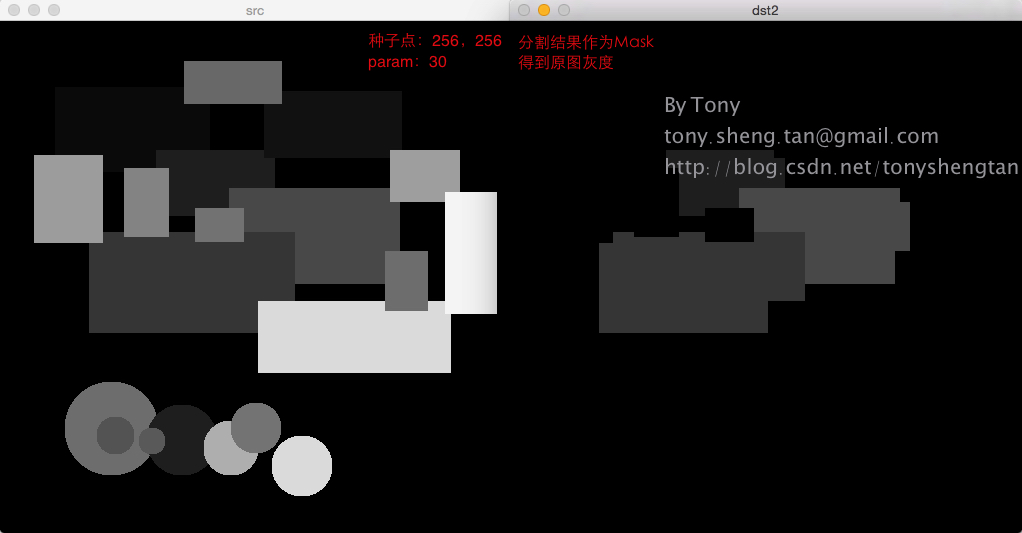 src
dst2
种子点：256，256
param：30
分割结果作为Mask
得到原图灰度
By Tony
tony.sheng.tan@gmail.com
http://blog.csdn.net/tonyshengtan